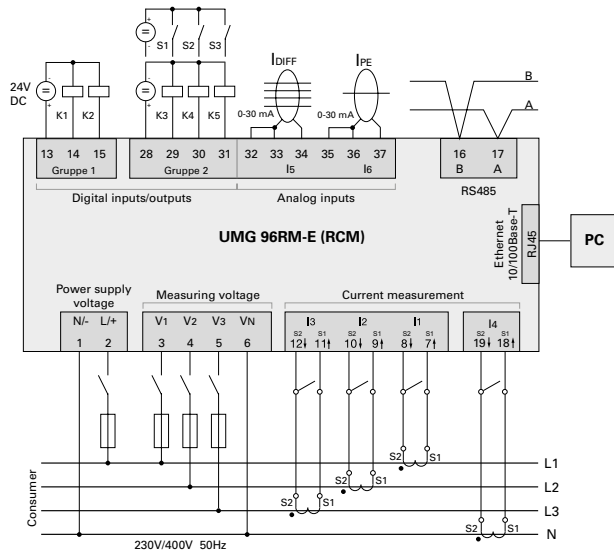 S1 S2 S3
24V
DC
K1 K2
K3 K4 K5
IDIFF
IPE
0-30 mA
0-30 mA
B
A
13 14 15
Gruppe 1
28 29 30 31
Gruppe 2
32 33 34 35 36 37
I5 I6
16 17
B A
RS485
Digital inputs/outputs
Analog inputs
UMG 96RM-E (RCM)
Ethernet
10/100Base-T
RJ45
PC
Power supply
voltage
Measuring voltage
Current measurement
N/- L/+
1 2
V1 V2 V3 VN
3 4 5 6
I3 I2 I1
S2 S1 S2 S1 S2 S1
12↓ 11↑ 10↓ 9↑ 8↓ 7↑
I4
S2 S1
19↓ 18↑
Consumer
S2 S1
L1
S2 S1
L2
S2 S1
L3
S2 S1
N
230V/400V 50Hz